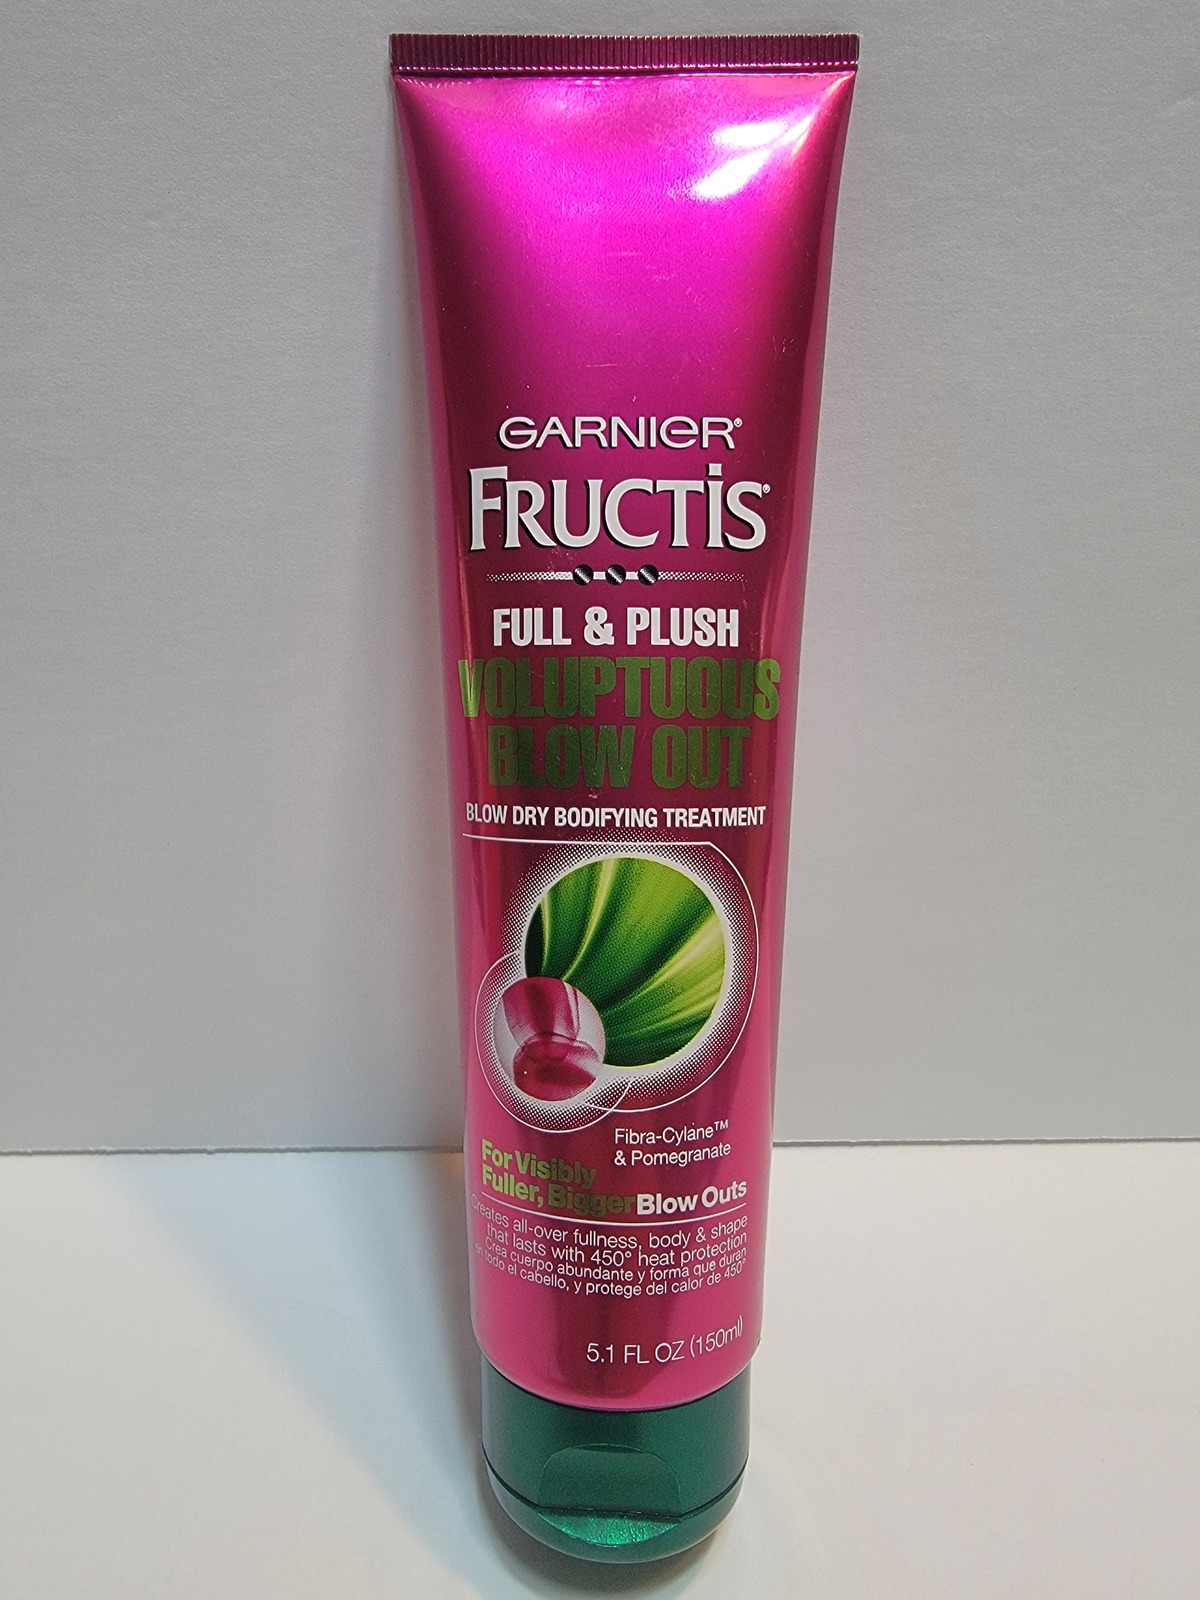 GARNIER®
FRUCTIS®
FULL & PLUSH
VOLUPTUOUS
BLOW OUT
BLOW DRY BODIFYING TREATMENT
Fibra-Cylane™
& Pomegranate
For Visibly
Fuller, Bigger Blow Outs
Creates all-over fullness, body & shape
that lasts with 450° heat protection
Crea cuerpo abundante y forma que duran
en todo el cabello, y protege del calor de 450°
5.1 FL OZ (150ml)